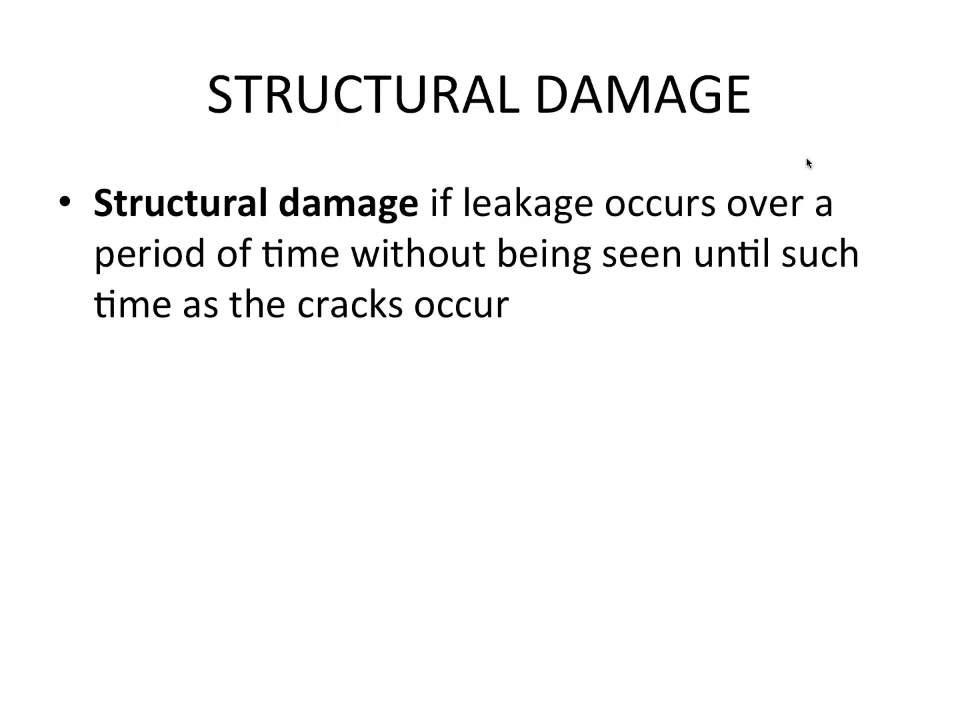 STRUCTURAL DAMAGE
• Structural damage if leakage occurs over a
period of time without being seen until such
time as the cracks occur